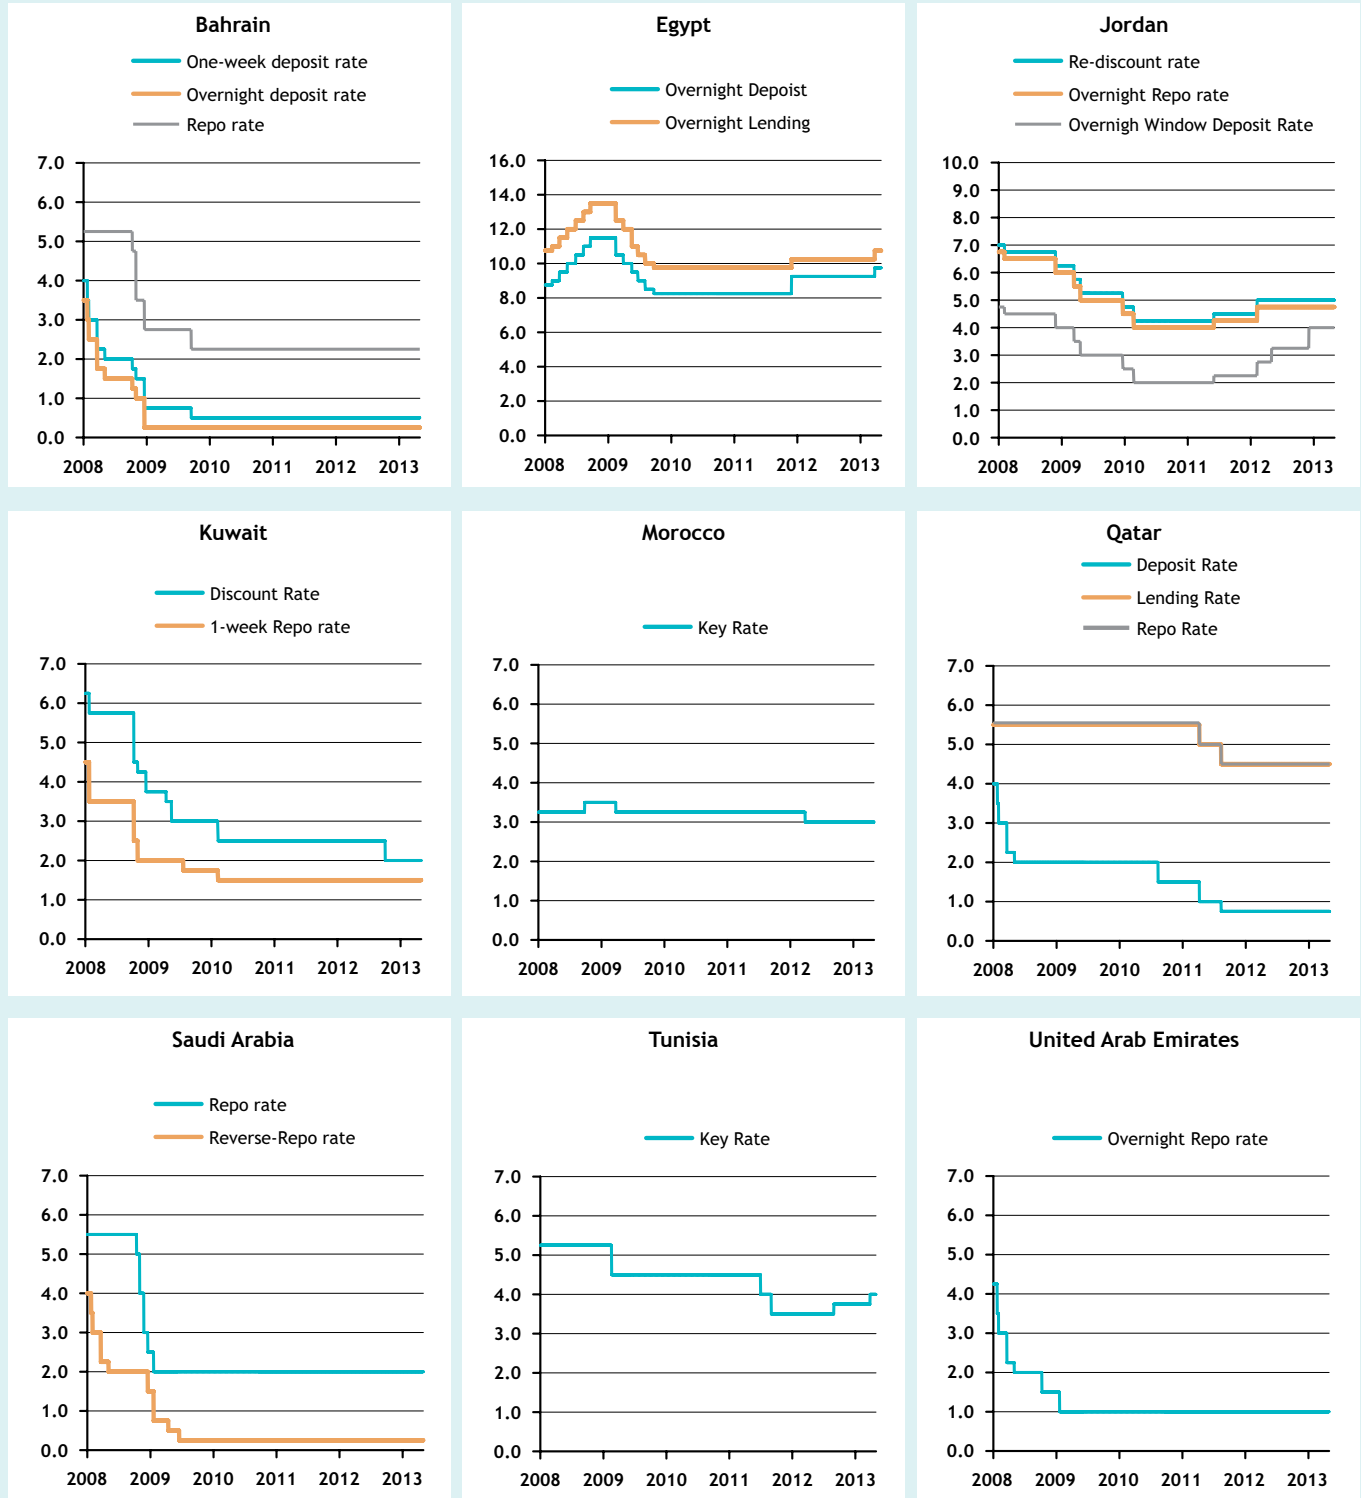 Bahrain
One-week deposit rate
Overnight deposit rate
Repo rate
7.0
6.0
5.0
4.0
3.0
2.0
1.0
0.0
2008 2009 2010 2011 2012 2013
Egypt
Overnight Depoist
Overnight Lending
16.0
14.0
12.0
10.0
8.0
6.0
4.0
2.0
0.0
2008 2009 2010 2011 2012 2013
Jordan
Re-discount rate
Overnight Repo rate
Overnigh Window Deposit Rate
10.0
9.0
8.0
7.0
6.0
5.0
4.0
3.0
2.0
1.0
0.0
2008 2009 2010 2011 2012 2013
Kuwait
Discount Rate
1-week Repo rate
7.0
6.0
5.0
4.0
3.0
2.0
1.0
0.0
2008 2009 2010 2011 2012 2013
Morocco
Key Rate
7.0
6.0
5.0
4.0
3.0
2.0
1.0
0.0
2008 2009 2010 2011 2012 2013
Qatar
Deposit Rate
Lending Rate
Repo Rate
7.0
6.0
5.0
4.0
3.0
2.0
1.0
0.0
2008 2009 2010 2011 2012 2013
Saudi Arabia
Repo rate
Reverse-Repo rate
7.0
6.0
5.0
4.0
3.0
2.0
1.0
0.0
2008 2009 2010 2011 2012 2013
Tunisia
Key Rate
7.0
6.0
5.0
4.0
3.0
2.0
1.0
0.0
2008 2009 2010 2011 2012 2013
United Arab Emirates
Overnight Repo rate
7.0
6.0
5.0
4.0
3.0
2.0
1.0
0.0
2008 2009 2010 2011 2012 2013